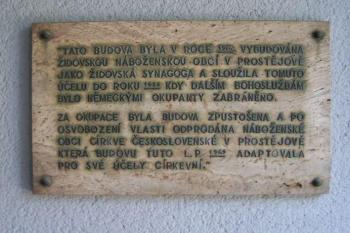 "TATO BUDOVA BYLA V ROCE VYBUDOVÁNA
ŽIDOVSKOU NÁBOŽENSKOU OBCÍ V PROSTĚJOVĚ
JAKO ŽIDOVSKÁ SYNAGOGA A SLOUŽILA TOMUTO
ÚČELU DO ROKU KDY DALŠÍM BOHOSLUŽBÁM
BYLO NĚMECKÝMI OKUPANTY ZABRÁNĚNO.
ZA OKUPACE BYLA BUDOVA ZPUSTOŠENA A PO
OSVOBOZENÍ VLASTI ODPRODÁNA NÁBOŽENSKÉ
OBCI CÍRKVE ČESKOSLOVENSKÉ V PROSTĚJOVĚ
KTERÁ BUDOVU TUTO L.P. ADAPTOVALA
PRO SVÉ ÚČELY CÍRKEVNÍ."